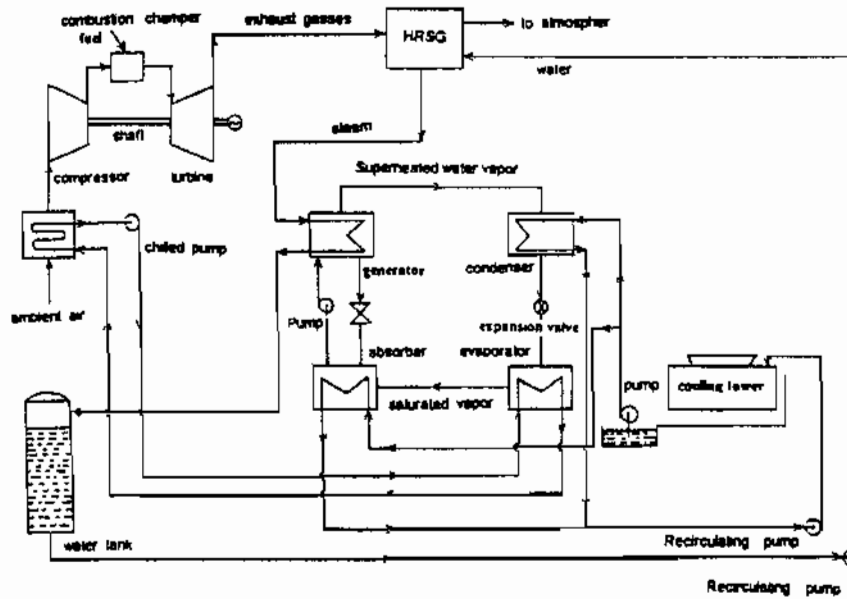 combustion champer
fuel
exhaust gasses
HRSG
to atmospher
water
shaft
steam
compressor
turbine
Superheated water vapor
chilled pump
generator
condenser
ambient air
Pump
expansion valve
absorber
evaporator
pump
cooling tower
saturated vapor
water tank
Recirculating pump
Recirculating pump